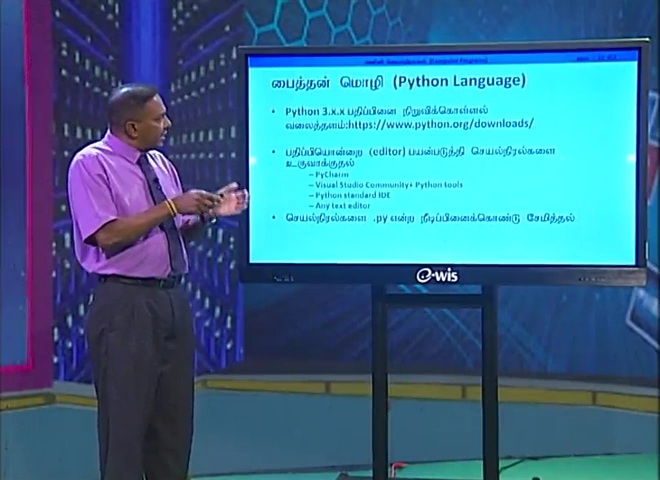 பைத்தன் மொழி (Python Language)
• Python 3.x.x பதிப்பினை நிறுவிக்கொள்ளல்
வலைத்தளம்:https://www.python.org/downloads/
• பதிப்பியொன்றை (editor) பயன்படுத்தி செயல்நிரல்களை
உருவாக்குதல்
– PyCharm
– Visual Studio Community+ Python tools
– Python standard IDE
– Any text editor
• செயல்நிரல்களை .py என்ற நீடிப்பினைக்கொண்டு சேமித்தல்
e-wis